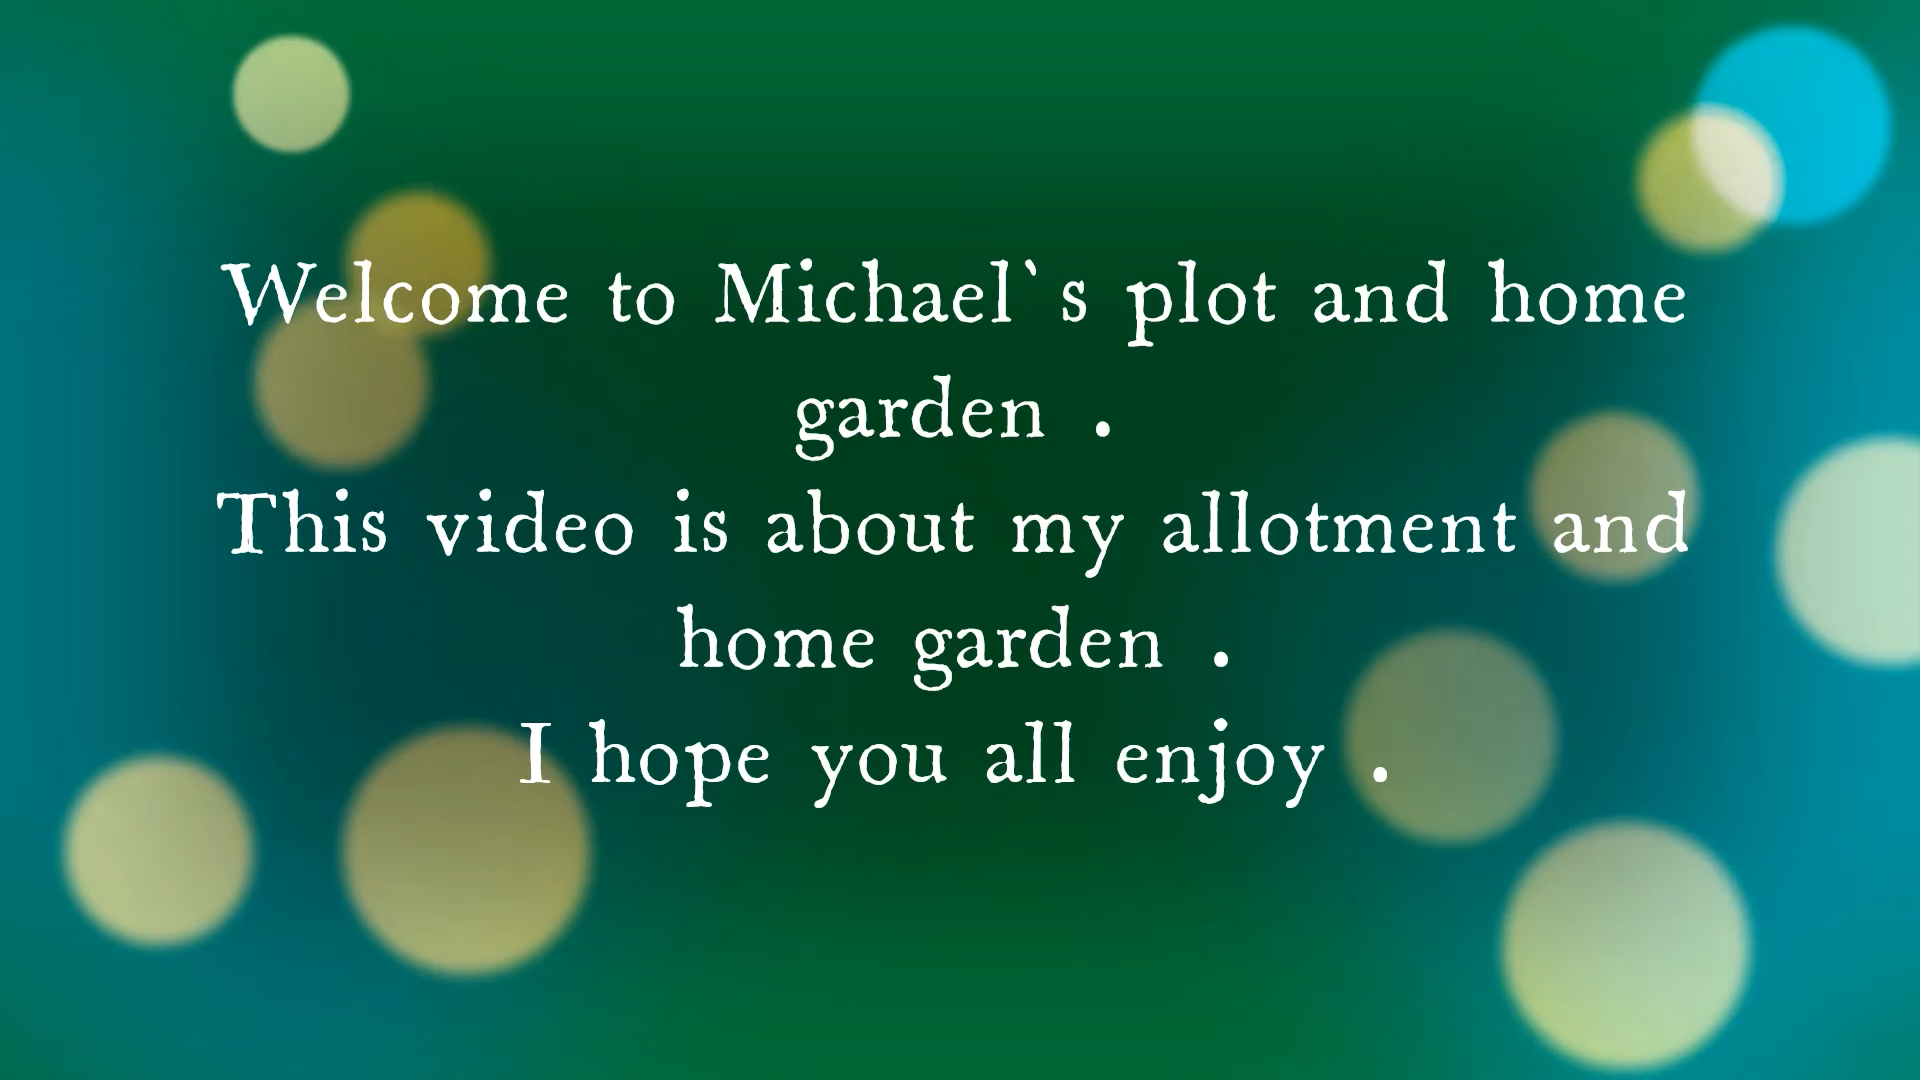 Welcome to Michael`s plot and home
garden .
This video is about my allotment and
home garden .
I hope you all enjoy .